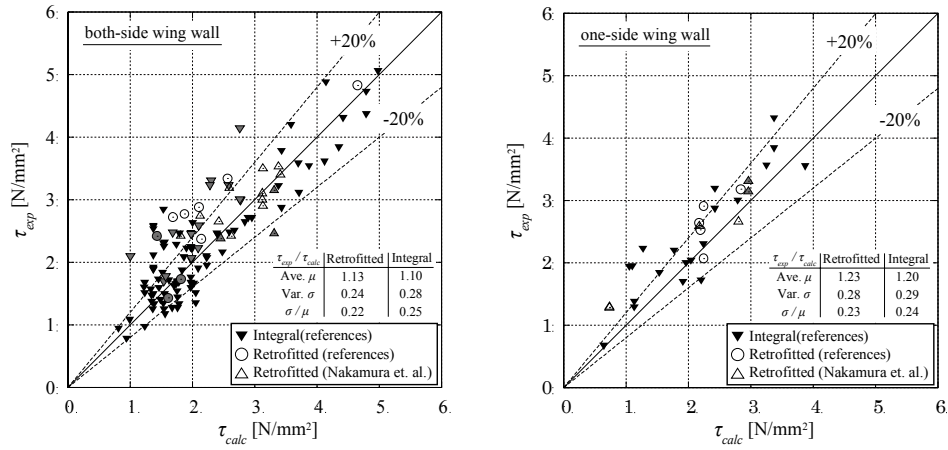 both-side wing wall
+20%
-20%
6.
5.
4.
3.
2.
1.
0.
τexp [N/mm²]
τexp / τcalc Retrofitted Integral
Ave. μ 1.13 1.10
Var. σ 0.24 0.28
σ / μ 0.22 0.25
Integral(references)
Retrofitted (references)
Retrofitted (Nakamura et. al.)
0. 1. 2. 3. 4. 5. 6
τcalc [N/mm²]
one-side wing wall
+20%
-20%
6.
5.
4.
3.
2.
1.
0.
τexp [N/mm²]
τexp / τcalc Retrofitted Integral
Ave. μ 1.23 1.20
Var. σ 0.28 0.29
σ / μ 0.23 0.24
Integral(references)
Retrofitted (references)
Retrofitted (Nakamura et. al.)
0. 1. 2. 3. 4. 5. 6.
τcalc [N/mm²]